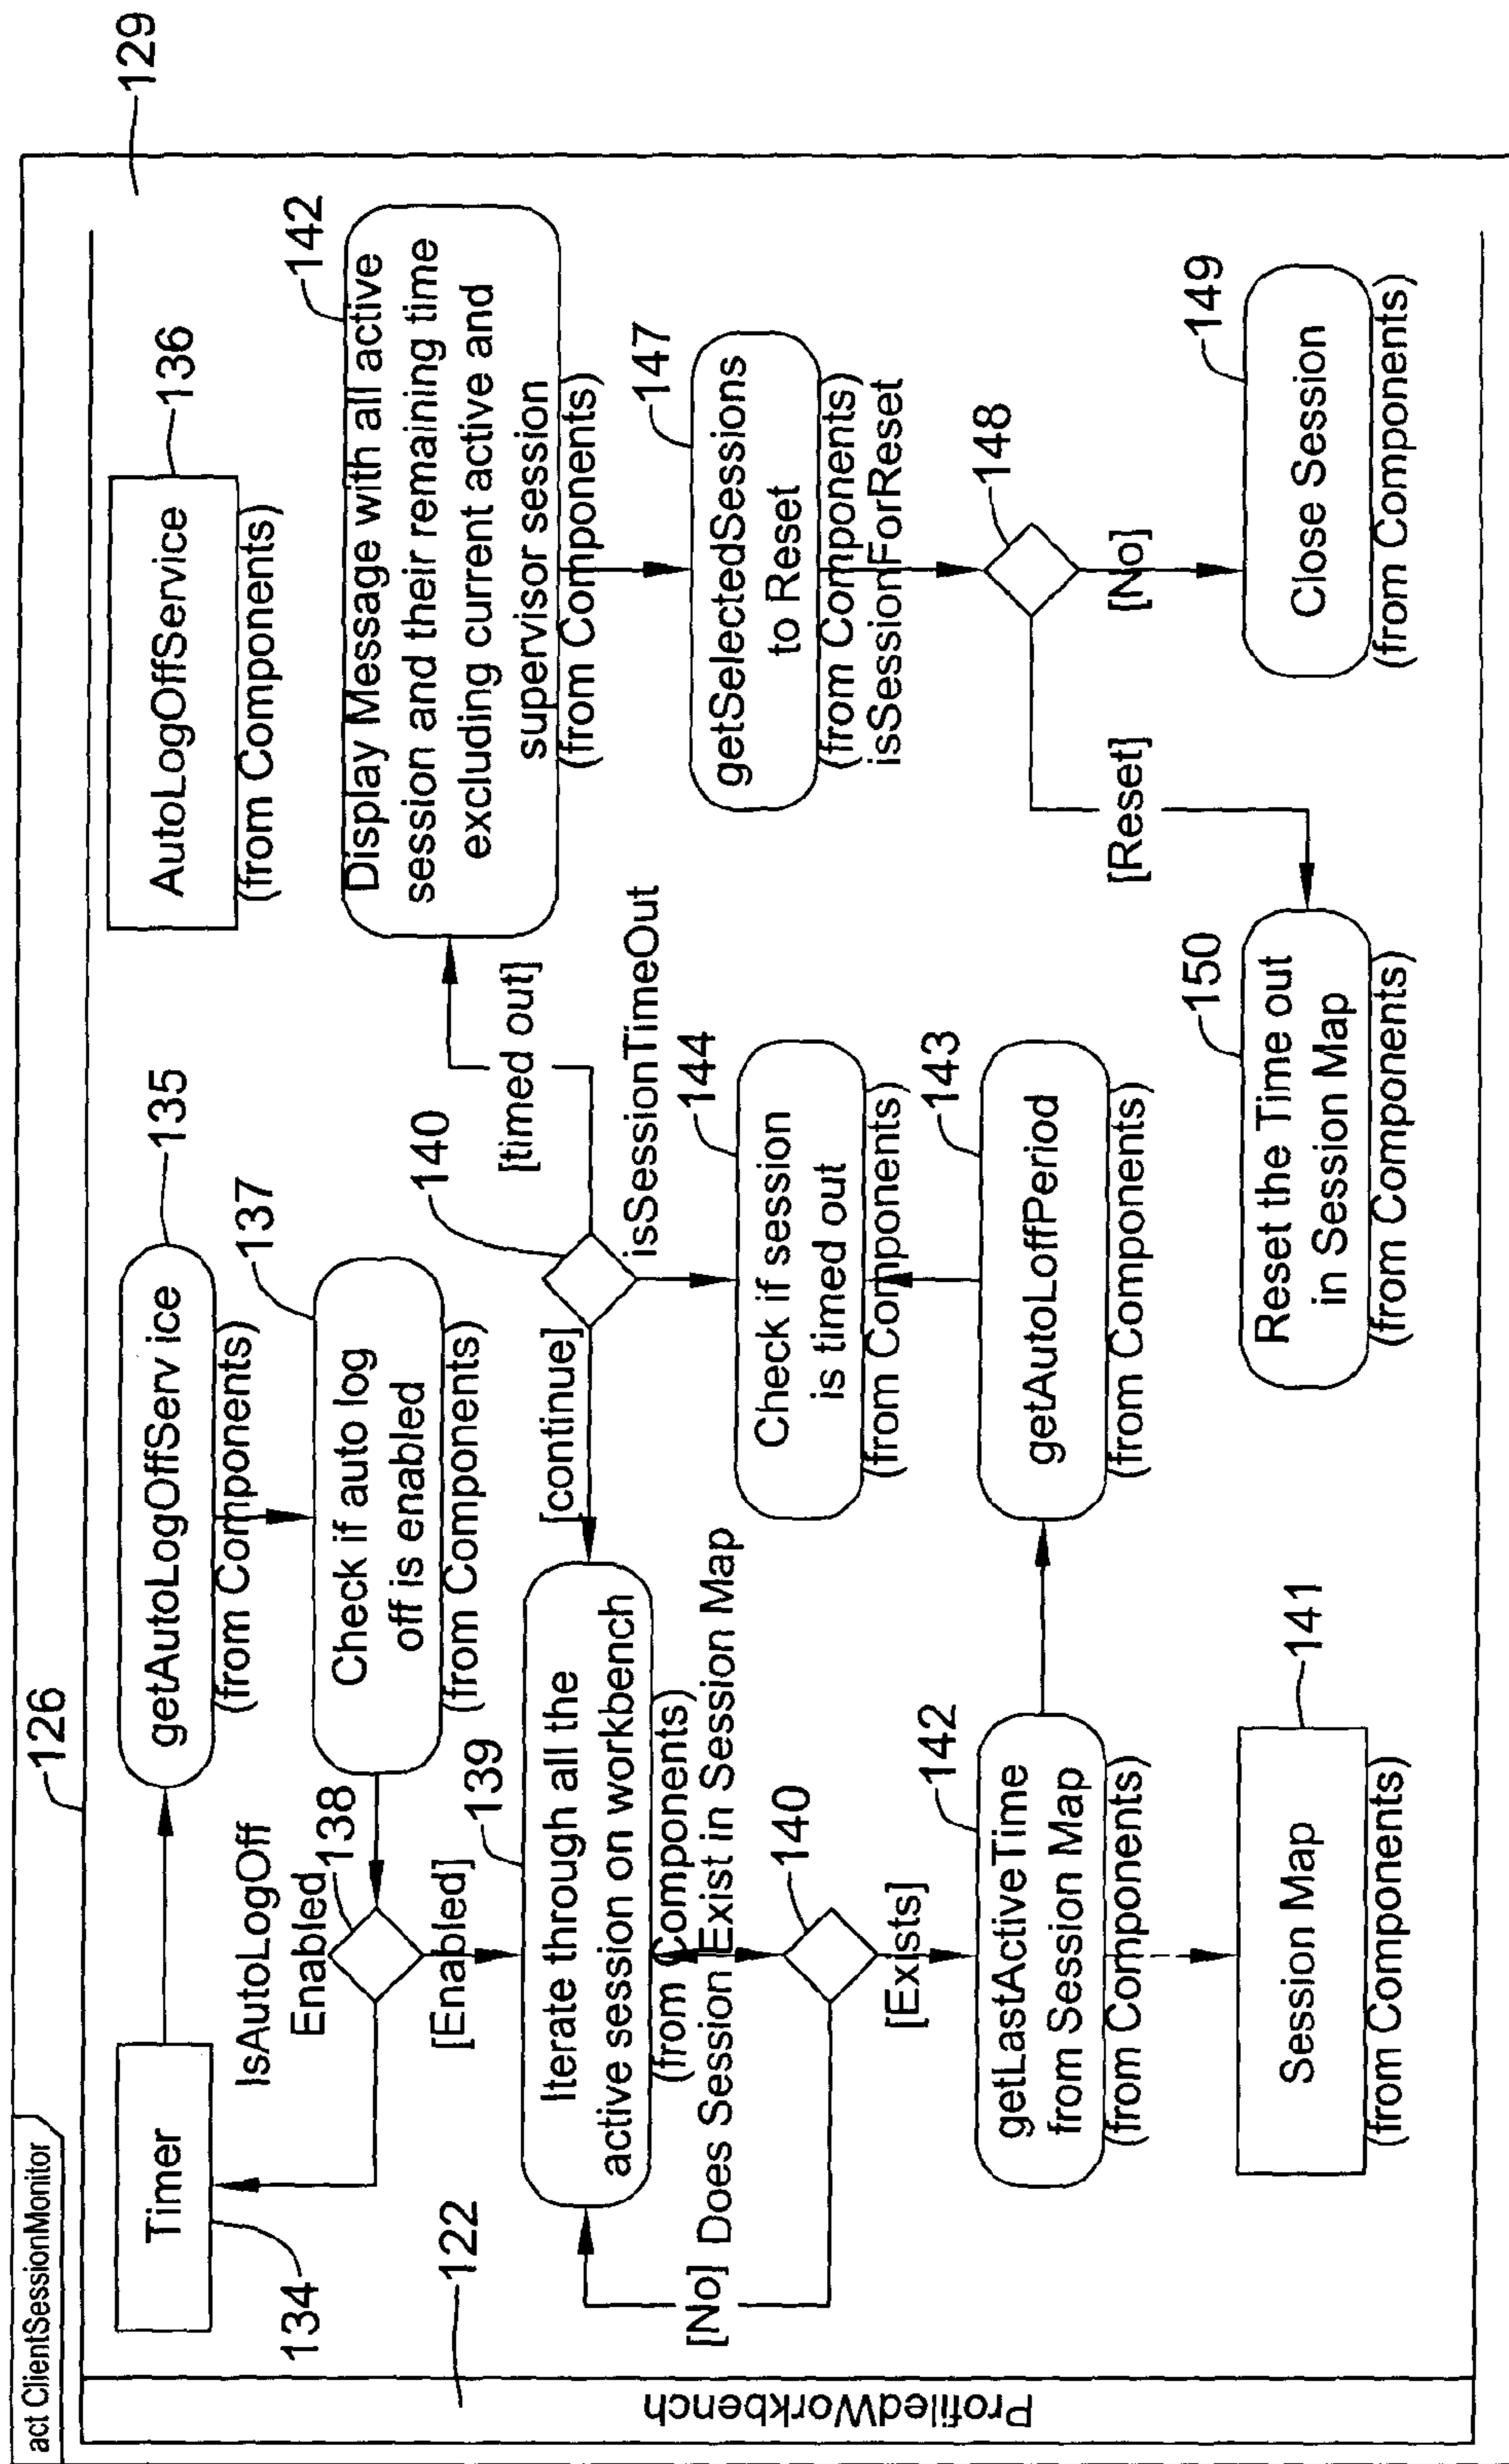 act ClientSessionMonitor
126
129
ProfiledWorkbench
122
Timer
134
getAutoLogOffServ ice
(from Components)
135
AutoLogOffService
(from Components)
136
IsAutoLogOff
Enabled
138
Check if auto log
off is enabled
(from Components)
137
[Enabled]
Iterate through all the
active session on workbench
(from Components)
139
[continue]
140
isSessionTimeOut
[timed out]
Display Message with all active
session and their remaining time
excluding current active and
supervisor session
(from Components)
142
[No] Does Session Exist in Session Map
140
[Exists]
Check if session
is timed out
(from Components)
144
getSelectedSessions
to Reset
(from Components)
isSessionForReset
147
getLastActiveTime
from Session Map
(from Components)
142
getAutoLoffPeriod
(from Components)
143
148
[Reset]
[No]
Session Map
(from Components)
141
Reset the Time out
in Session Map
(from Components)
150
Close Session
(from Components)
149